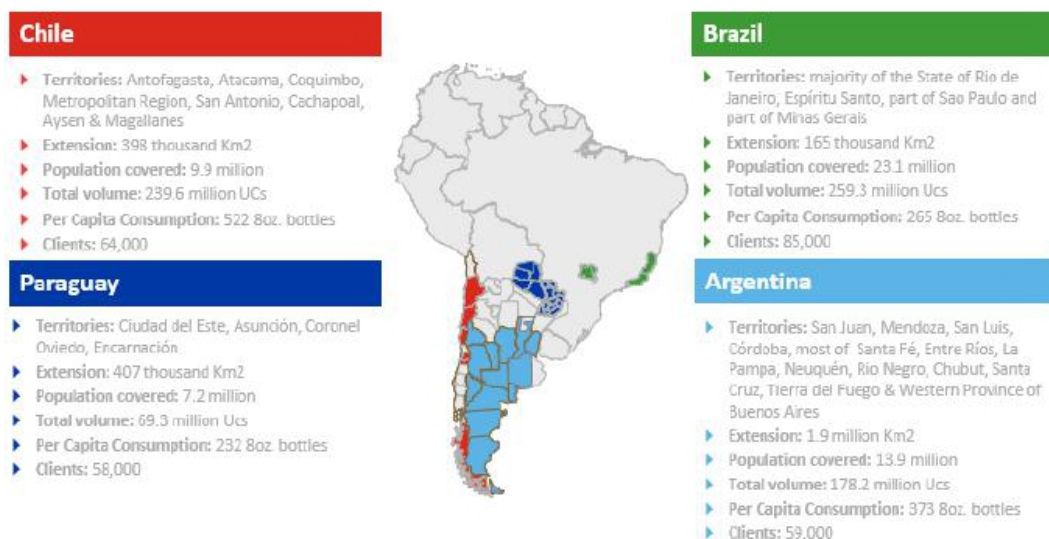 Chile
Territories: Antofagasta, Atacama, Coquimbo,
Metropolitan Region, San Antonio, Cachapoal,
Aysen & Magallanes
Extension: 398 thousand Km2
Population covered: 9.9 million
Total volume: 239.6 million UCs
Per Capita Consumption: 522 8oz. bottles
Clients: 64,000
Paraguay
Territories: Ciudad del Este, Asunción, Coronel
Oviedo, Encarnación
Extension: 407 thousand Km2
Population covered: 7.2 million
Total volume: 69.3 million Ucs
Per Capita Consumption: 232 8oz. bottles
Clients: 58,000
Brazil
Territories: majority of the State of Rio de
Janeiro, Espíritu Santo, part of Sao Paulo and
part of Minas Gerais
Extension: 165 thousand Km2
Population covered: 23.1 million
Total volume: 259.3 million Ucs
Per Capita Consumption: 265 8oz. bottles
Clients: 85,000
Argentina
Territories: San Juan, Mendoza, San Luis,
Córdoba, most of Santa Fé, Entre Ríos, La
Pampa, Neuquén, Rio Negro, Chubut, Santa
Cruz, Tierra del Fuego & Western Province of
Buenos Aires
Extension: 1.9 million Km2
Population covered: 13.9 million
Total volume: 178.2 million Ucs
Per Capita Consumption: 373 8oz. bottles
Clients: 59,000